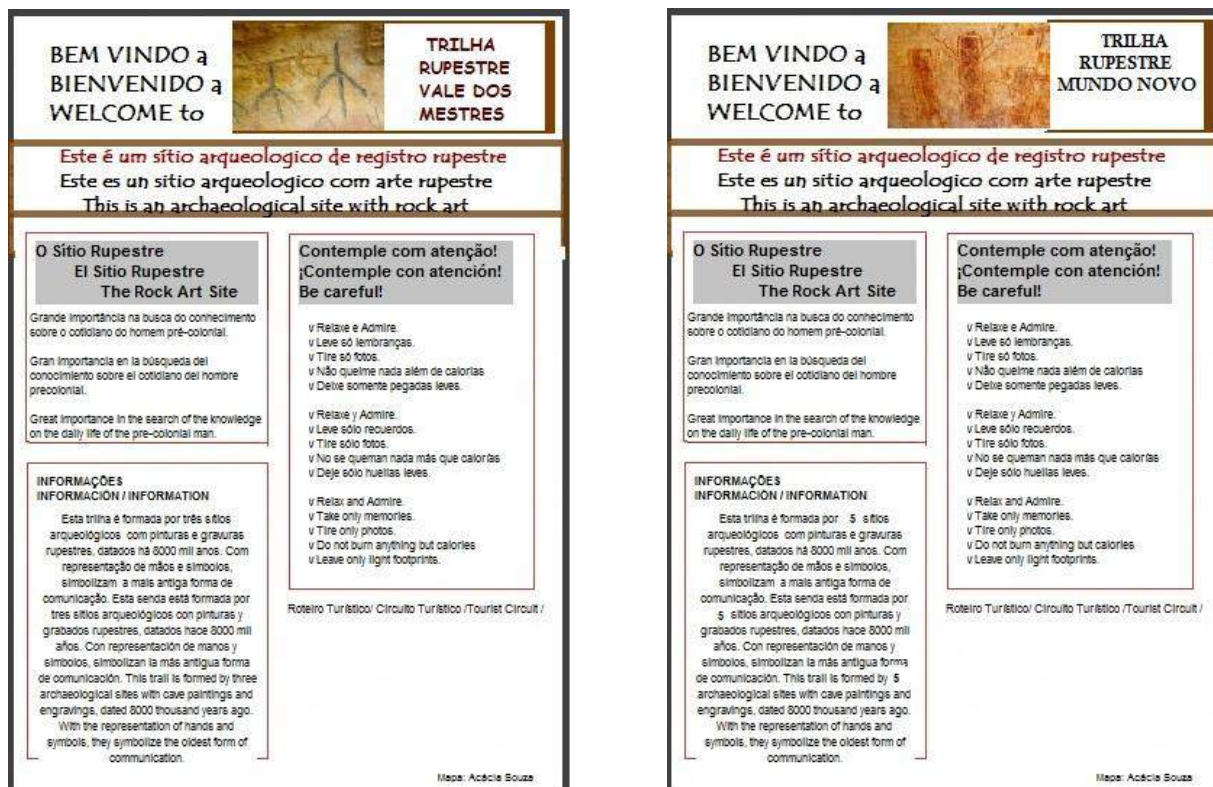 BEM VINDO a
BIENVENIDO a
WELCOME to
TRILHA
RUPESTRE
VALE DOS
MESTRES
Este é um sítio arqueologico de registro rupestre
Este es un sitio arqueologico com arte rupestre
This is an archaeological site with rock art
O Sítio Rupestre
El Sitio Rupestre
The Rock Art Site
Grande importância na busca do conhecimento
sobre o cotidiano do homem pré-colonial.
Gran importancia en la búsqueda del
conocimiento sobre el cotidiano del hombre
precolonial.
Great importance in the search of the knowledge
on the daily life of the pre-colonial man.
INFORMAÇÕES
INFORMACIÓN / INFORMATION
Esta trilha é formada por três sítios
arqueológicos com pinturas e gravuras
rupestres, datados há 8000 mil anos. Com
representação de mãos e símbolos,
simbolizam a mais antiga forma de
comunicação. Esta senda está formada por
tres sitios arqueológicos con pinturas y
grabados rupestres, datados hace 8000 mil
años. Con representación de manos y
símbolos, simbolizan la más antigua forma
de comunicación. This trail is formed by three
archaeological sites with cave paintings and
engravings, dated 8000 thousand years ago.
With the representation of hands and
symbols, they symbolize the oldest form of
communication.
Contemple com atenção!
¡Contemple con atención!
Be careful!
v Relaxe e Admire.
v Leve só lembranças.
v Tire só fotos.
v Não queime nada além de calorias
v Deixe somente pegadas leves.
v Relaxe y Admire.
v Leve sólo recuerdos.
v Tire sólo fotos.
v No se queman nada más que calorías
v Deje sólo huellas leves.
v Relax and Admire.
v Take only memories.
v Tire only photos.
v Do not burn anything but calories
v Leave only light footprints.
Roteiro Turístico/ Circuito Turístico /Tourist Circuit /
Mapa: Acácia Souza
BEM VINDO a
BIENVENIDO a
WELCOME to
TRILHA
RUPESTRE
MUNDO NOVO
Este é um sítio arqueologico de registro rupestre
Este es un sitio arqueologico com arte rupestre
This is an archaeological site with rock art
O Sítio Rupestre
El Sitio Rupestre
The Rock Art Site
Grande importância na busca do conhecimento
sobre o cotidiano do homem pré-colonial.
Gran importancia en la búsqueda del
conocimiento sobre el cotidiano del hombre
precolonial.
Great importance in the search of the knowledge
on the daily life of the pre-colonial man.
INFORMAÇÕES
INFORMACIÓN / INFORMATION
Esta trilha é formada por 5 sítios
arqueológicos com pinturas e gravuras
rupestres, datados há 8000 mil anos. Com
representação de mãos e símbolos,
simbolizam a mais antiga forma de
comunicação. Esta senda está formada por
5 sitios arqueológicos con pinturas y
grabados rupestres, datados hace 8000 mil
años. Con representación de manos y
símbolos, simbolizan la más antigua forma
de comunicación. This trail is formed by 5
archaeological sites with cave paintings and
engravings, dated 8000 thousand years ago.
With the representation of hands and
symbols, they symbolize the oldest form of
communication.
Contemple com atenção!
¡Contemple con atención!
Be careful!
v Relaxe e Admire.
v Leve só lembranças.
v Tire só fotos.
v Não queime nada além de calorias
v Deixe somente pegadas leves.
v Relaxe y Admire.
v Leve sólo recuerdos.
v Tire sólo fotos.
v No se queman nada más que calorías
v Deje sólo huellas leves.
v Relax and Admire.
v Take only memories.
v Tire only photos.
v Do not burn anything but calories
v Leave only light footprints.
Roteiro Turístico/ Circuito Turístico /Tourist Circuit /
Mapa: Acácia Souza